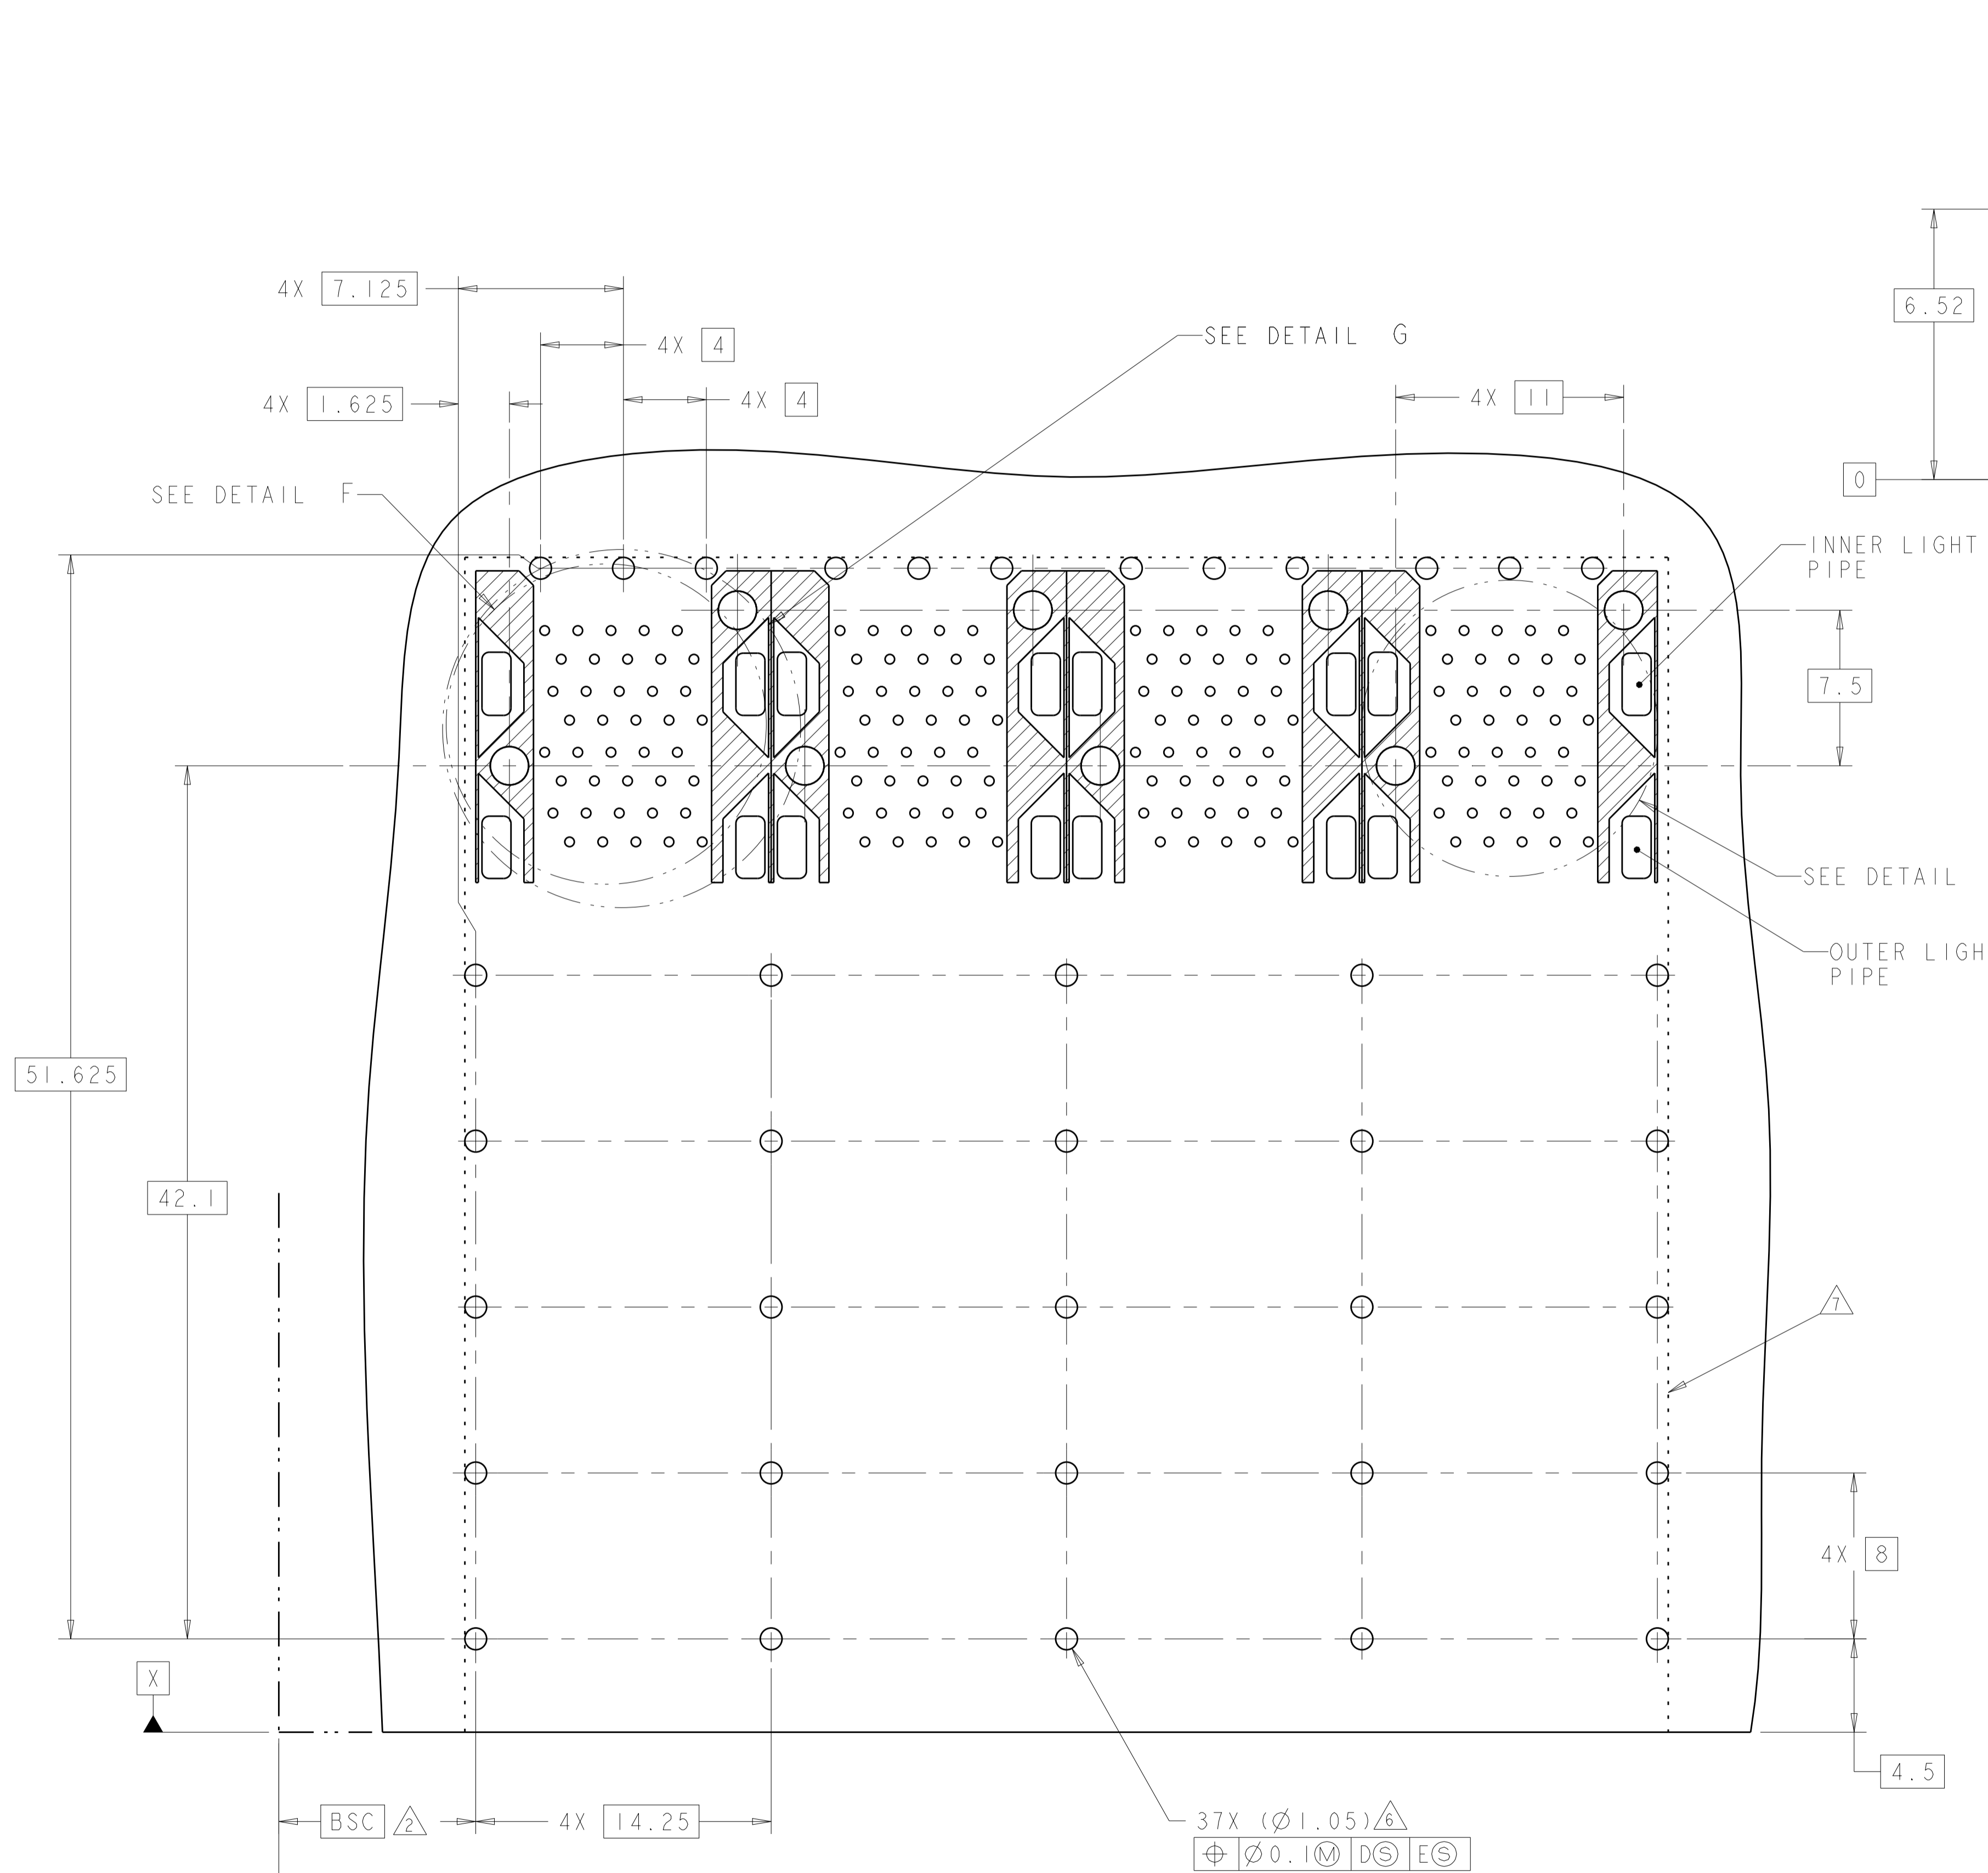 6.52
4X 7.125
SEE DETAIL G
4X 4
4X 11
4X 1.625
4X 4
0
SEE DETAIL F
INNER LIGHT
PIPE
7.5
SEE DETAIL
OUTER LIGH
PIPE
51.625
42.1
7
4X 8
X
4.5
BSC 2
4X 14.25
37X (Ø1.05) 6
⌖ Ø0.1Ⓜ DⓈ EⓈ